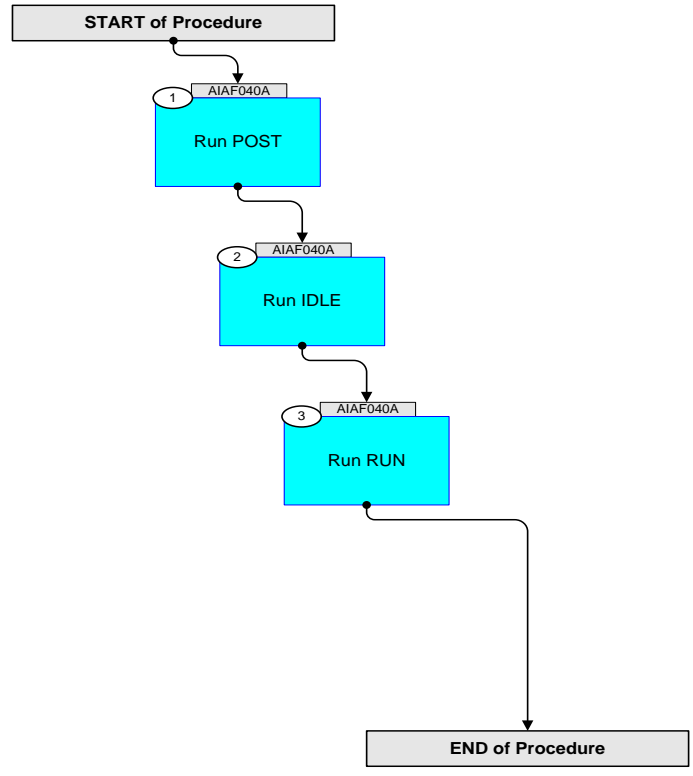 START of Procedure
AIAF040A
1
Run POST
AIAF040A
2
Run IDLE
AIAF040A
3
Run RUN
END of Procedure